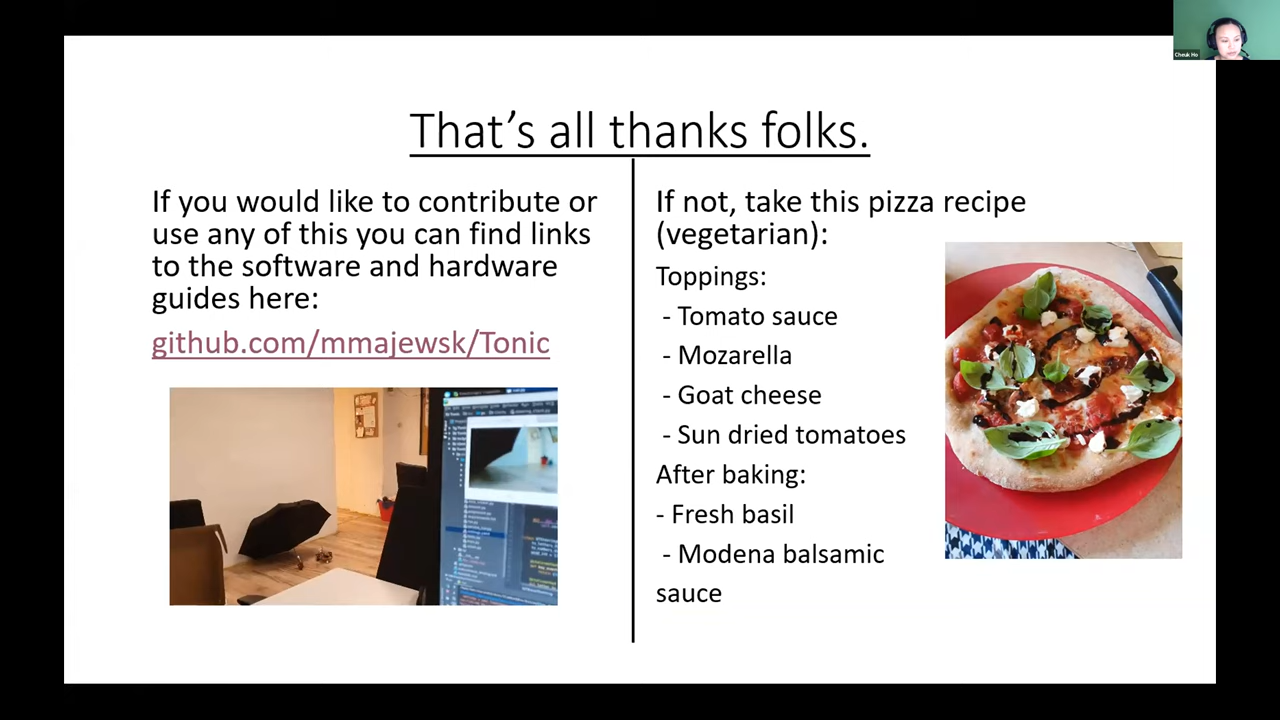 Cheuk Ho
That's all thanks folks.
If you would like to contribute or
use any of this you can find links
to the software and hardware
guides here:
github.com/mmajewsk/Tonic
If not, take this pizza recipe
(vegetarian):
Toppings:
- Tomato sauce
- Mozarella
- Goat cheese
- Sun dried tomatoes
After baking:
- Fresh basil
- Modena balsamic
sauce